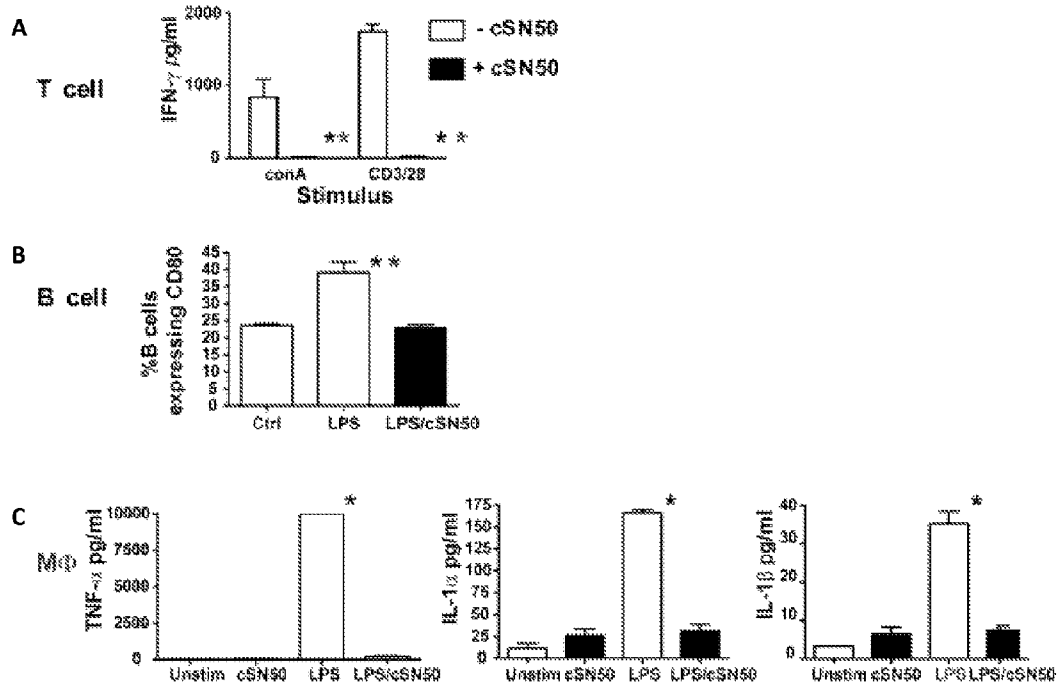 A
T cell
IFN-γ pg/ml
2000
1000
0
conA
CD3/28
Stimulus
- cSN50
+ cSN50
**
* *
B
B cell
%B cells
expressing CD80
45
40
35
30
25
20
15
10
5
0
Ctrl
LPS
LPS/cSN50
**
C
MΦ
TNF-α pg/ml
10000
7500
5000
2500
0
Unstim cSN50 LPS LPS/cSN50
*
IL-1α pg/ml
175
150
125
100
75
50
25
0
Unstim cSN50 LPS LPS/cSN50
*
IL-1β pg/ml
40
30
20
10
0
Unstim cSN50 LPS LPS/cSN50
*